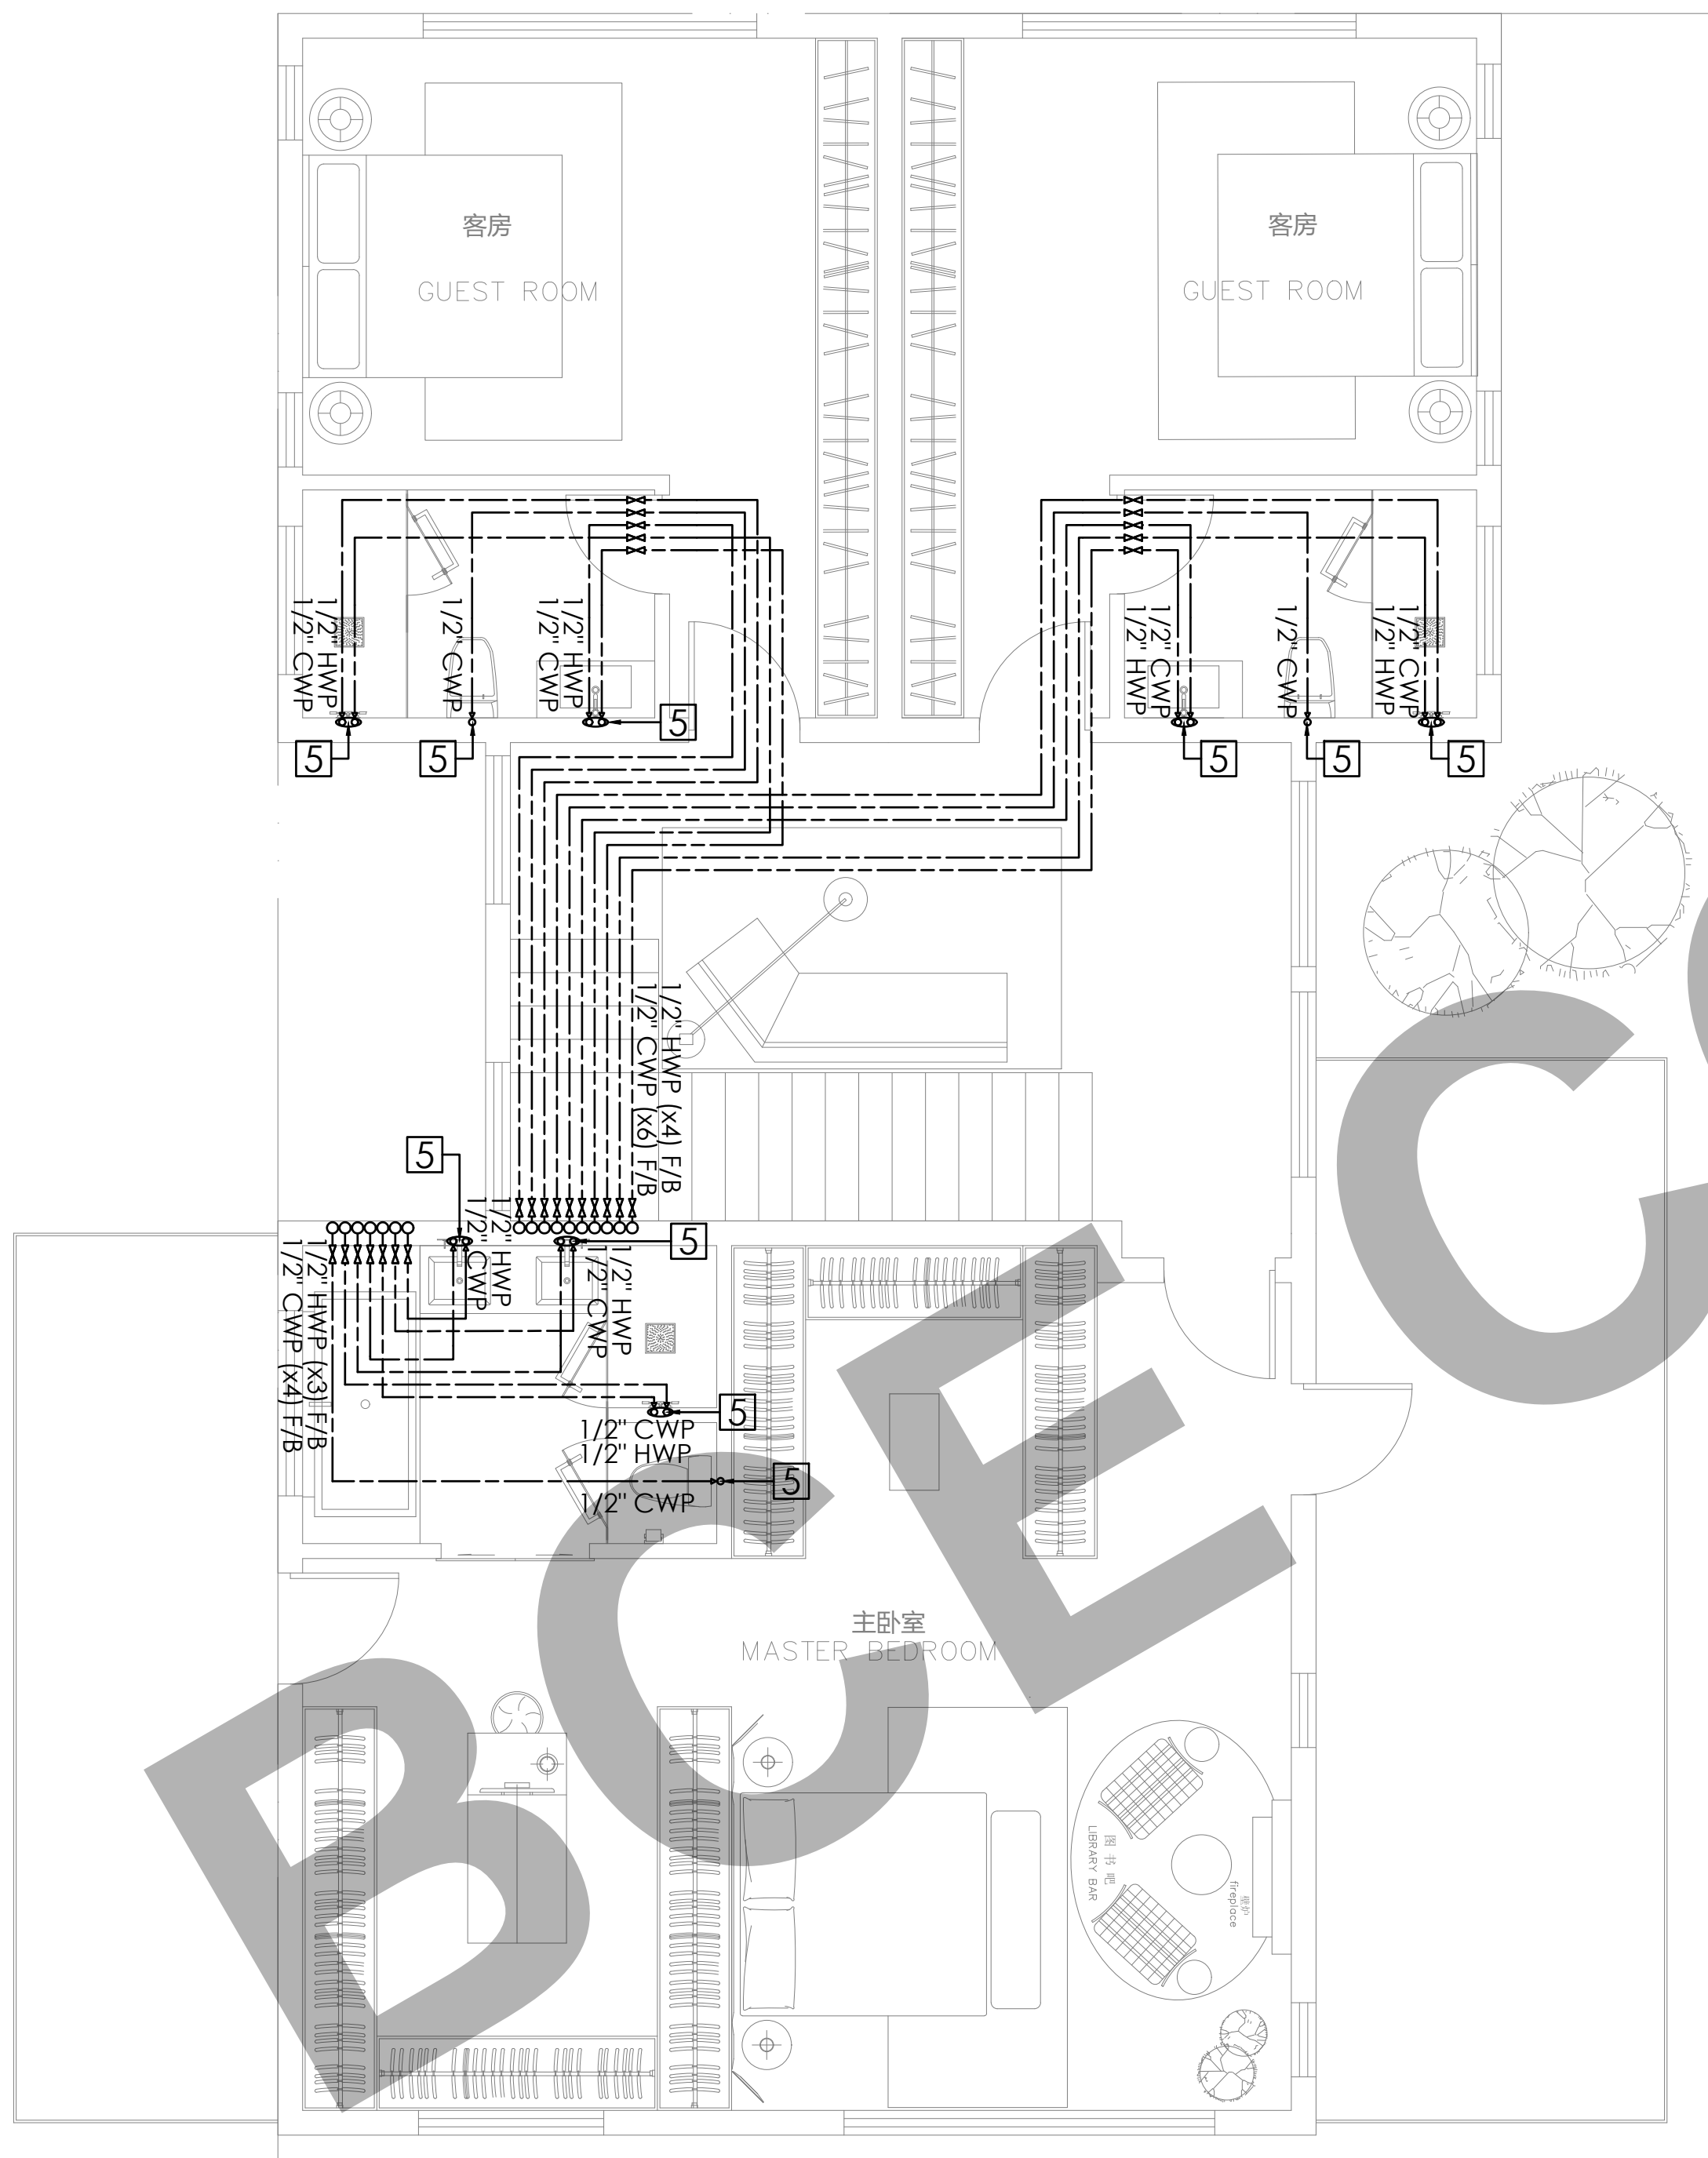 客房
客房
GUEST ROOM
GUEST ROOM
1/2" HWP
1/2" CWP
1/2" CWP
1/2" HWP
1/2" CWP
1/2" CWP
1/2" HWP
1/2" CWP
1/2" CWP
1/2" HWP
5
5
5
5
5
5
1/2" HWP (x4) F/B
1/2" CWP (x6) F/B
5
1/2" HWP
1/2" CWP
5
1/2" HWP
1/2" CWP
1/2" HWP (x3) F/B
1/2" CWP (x4) F/B
5
1/2" CWP
1/2" HWP
5
1/2" CWP
主卧室
MASTER BEDROOM
图书吧
LIBRARY BAR
壁炉
fireplace
BCEC